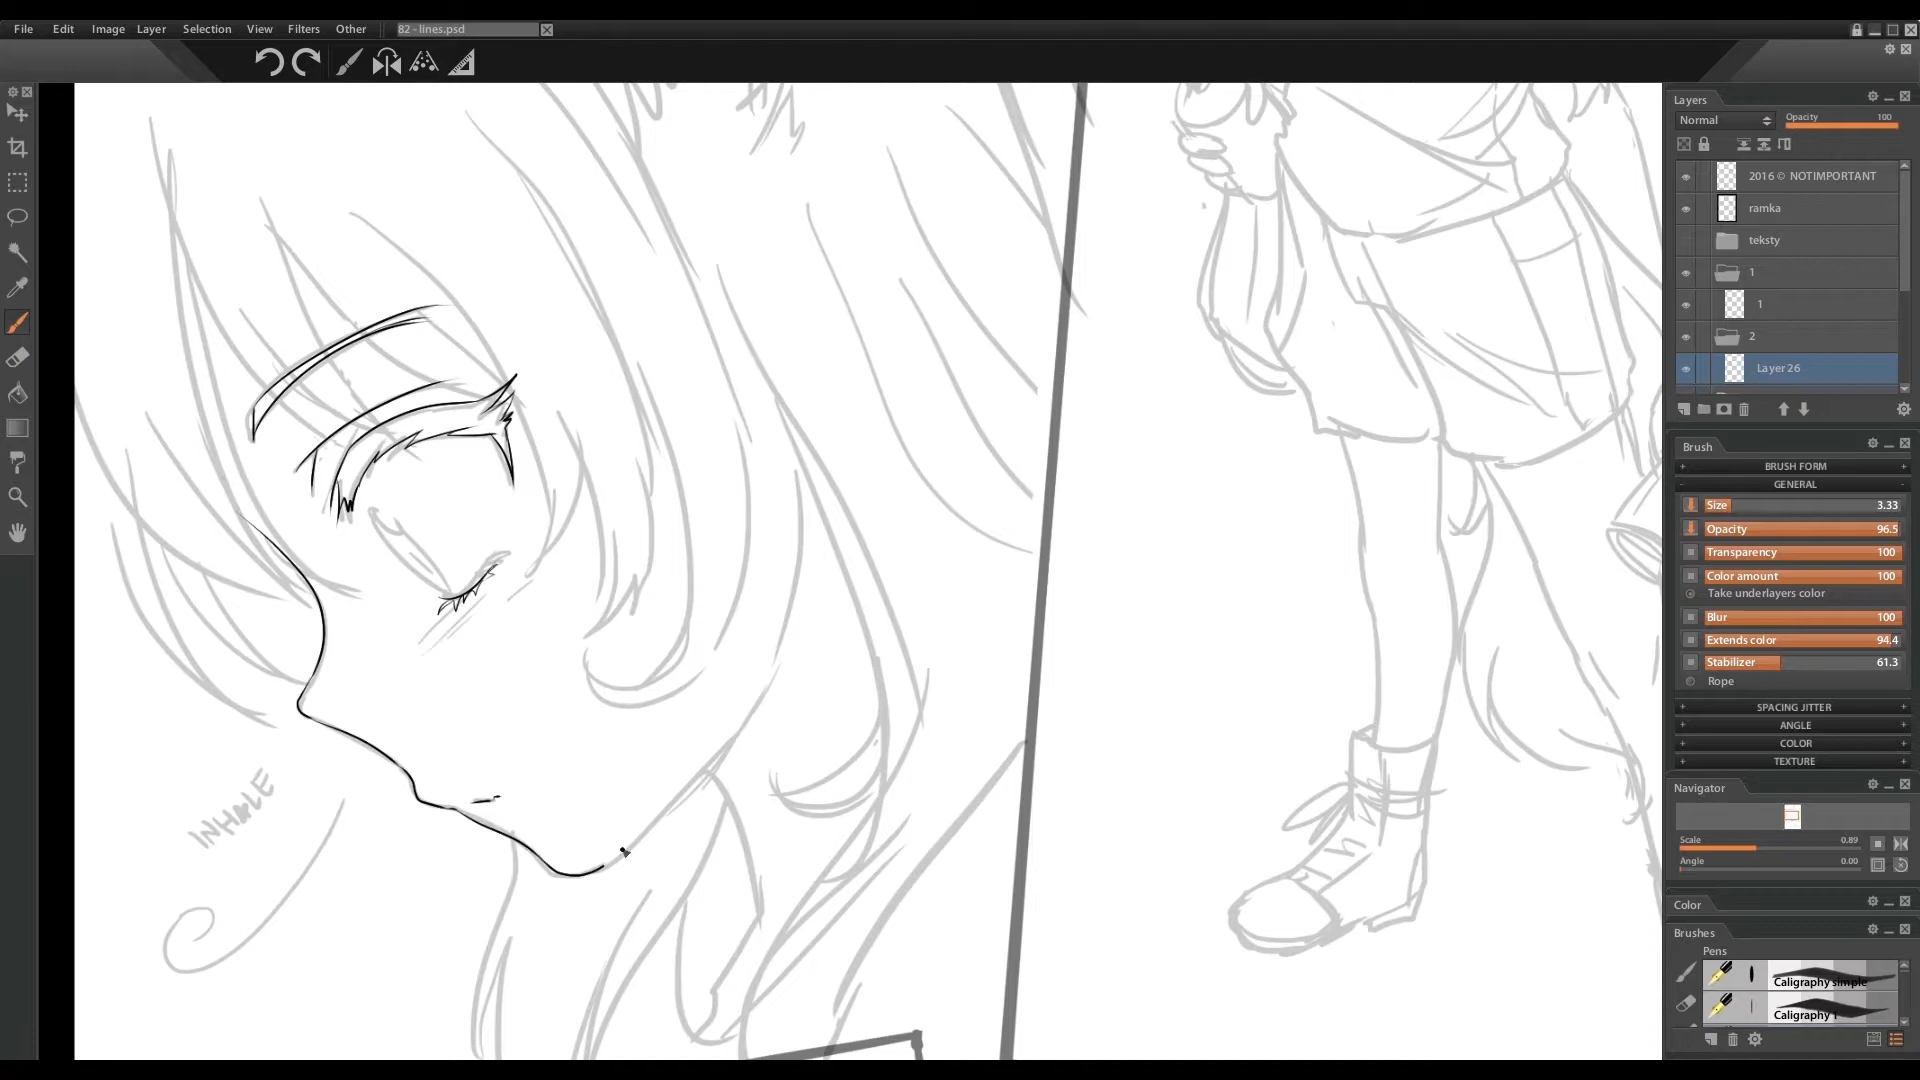 File Edit Image Layer Selection View Filters Other 82 - lines.psd
Layers
Normal Opacity 100
2016 © NOTIMPORTANT
ramka
teksty
1
1
2
Layer 26
Brush
BRUSH FORM
GENERAL
Size 3.33
Opacity 96.5
Transparency 100
Color amount 100
Take underlayers color
Blur 100
Extends color 94.4
Stabilizer 61.3
Rope
SPACING JITTER
ANGLE
COLOR
TEXTURE
Navigator
Scale 0.89
Angle 0.00
Color
Brushes
Pens
Caligraphy simple
Caligraphy 1
INHALE